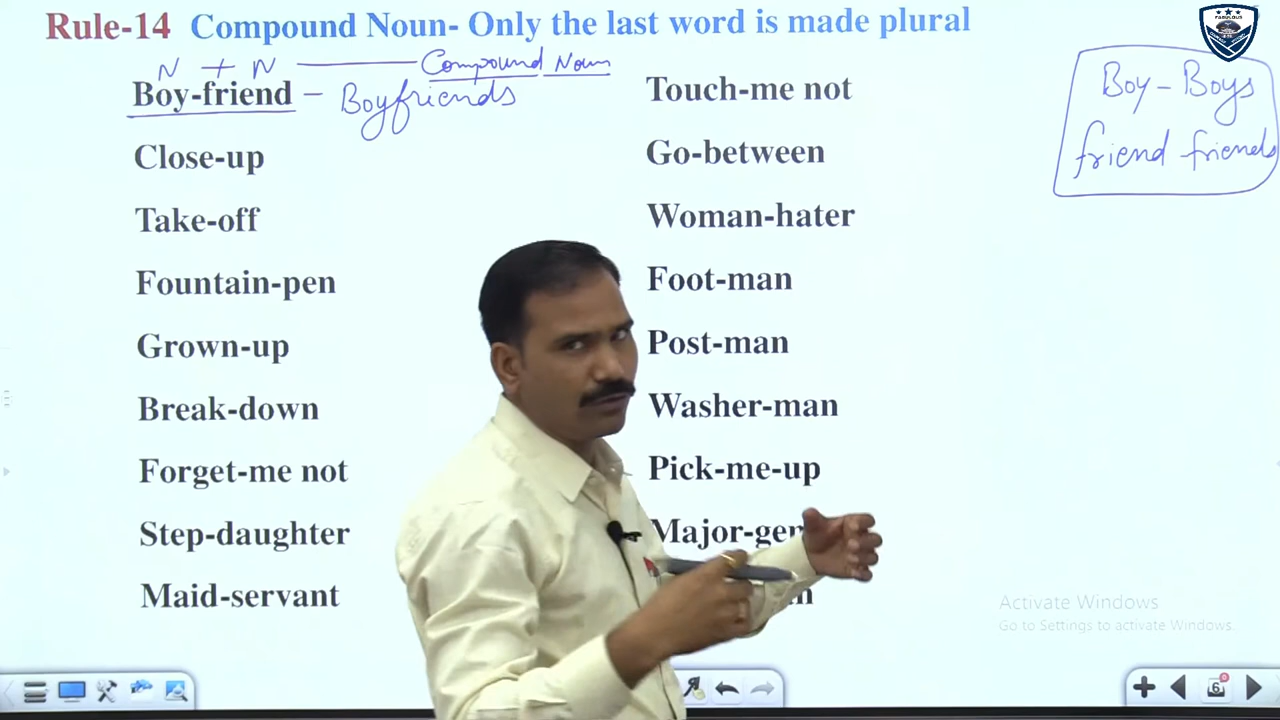 Rule-14 Compound Noun- Only the last word is made plural
N + N — Compound Noun
Boy-friend - Boyfriends
Close-up
Take-off
Fountain-pen
Grown-up
Break-down
Forget-me not
Step-daughter
Maid-servant
Touch-me not
Go-between
Woman-hater
Foot-man
Post-man
Washer-man
Pick-me-up
Boy - Boys
friend friends
FABULOUS
Activate Windows
Go to Settings to activate Windows.
6